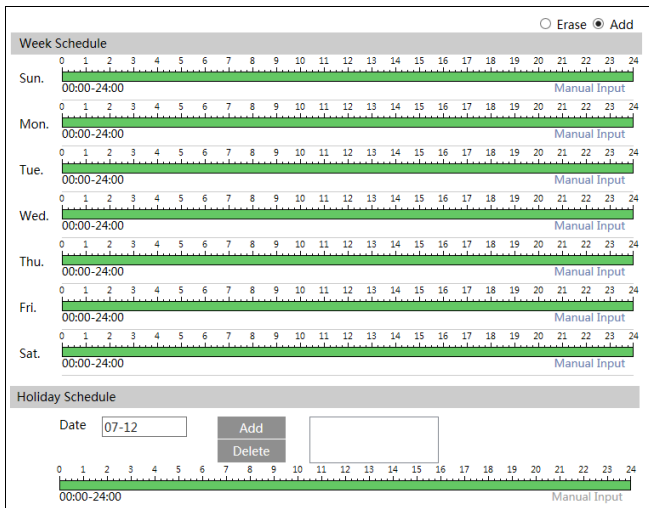 Erase Add
Week Schedule
0 1 2 3 4 5 6 7 8 9 10 11 12 13 14 15 16 17 18 19 20 21 22 23 24
Sun.
00:00-24:00 Manual Input
0 1 2 3 4 5 6 7 8 9 10 11 12 13 14 15 16 17 18 19 20 21 22 23 24
Mon.
00:00-24:00 Manual Input
0 1 2 3 4 5 6 7 8 9 10 11 12 13 14 15 16 17 18 19 20 21 22 23 24
Tue.
00:00-24:00 Manual Input
0 1 2 3 4 5 6 7 8 9 10 11 12 13 14 15 16 17 18 19 20 21 22 23 24
Wed.
00:00-24:00 Manual Input
0 1 2 3 4 5 6 7 8 9 10 11 12 13 14 15 16 17 18 19 20 21 22 23 24
Thu.
00:00-24:00 Manual Input
0 1 2 3 4 5 6 7 8 9 10 11 12 13 14 15 16 17 18 19 20 21 22 23 24
Fri.
00:00-24:00 Manual Input
0 1 2 3 4 5 6 7 8 9 10 11 12 13 14 15 16 17 18 19 20 21 22 23 24
Sat.
00:00-24:00 Manual Input
Holiday Schedule
Date 07-12 Add
Delete
0 1 2 3 4 5 6 7 8 9 10 11 12 13 14 15 16 17 18 19 20 21 22 23 24
00:00-24:00 Manual Input